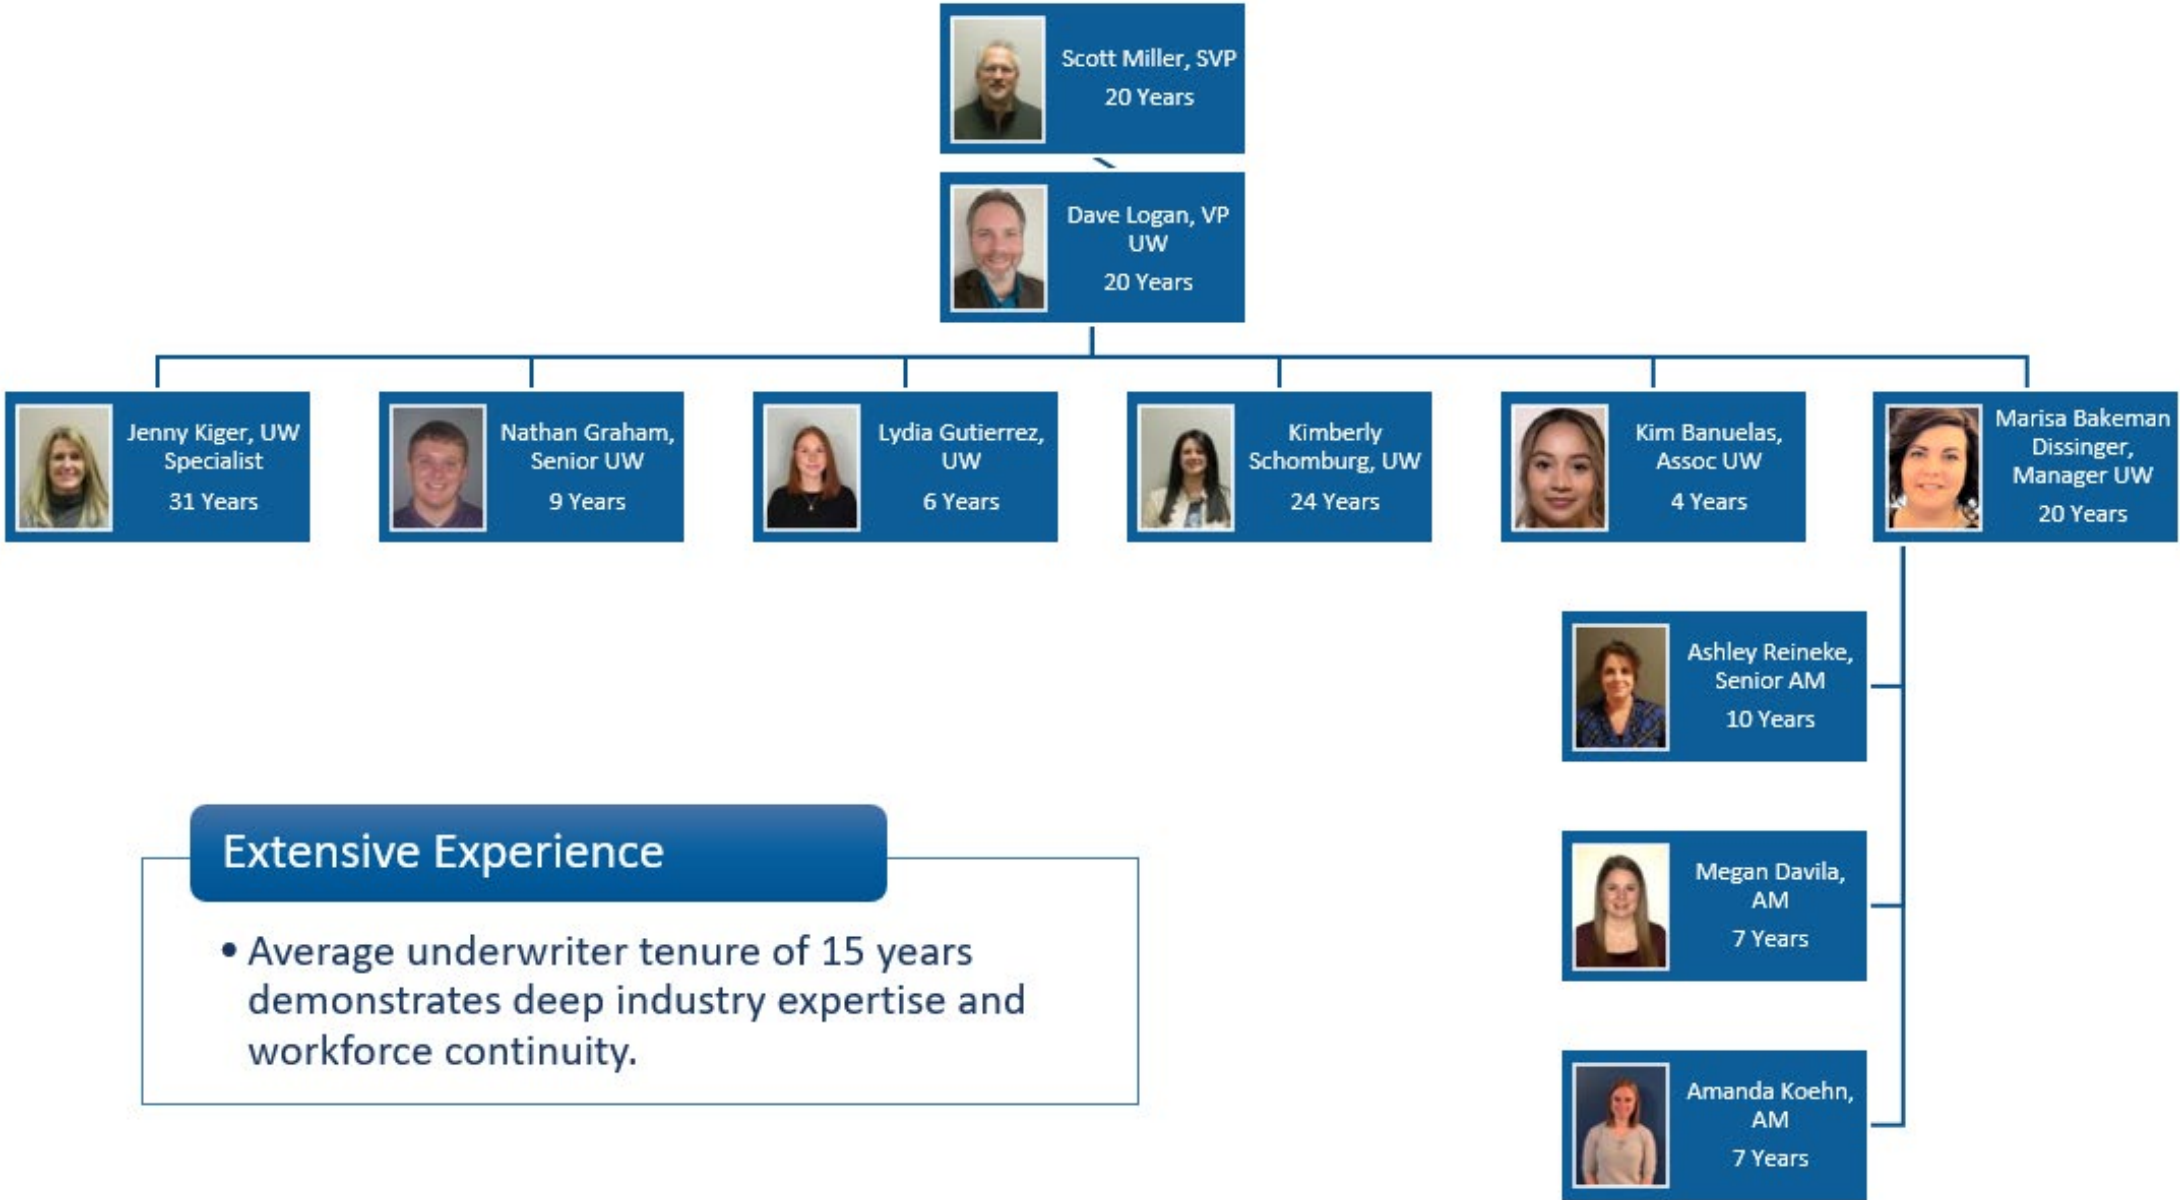 Scott Miller, SVP
20 Years
Dave Logan, VP
UW
20 Years
Jenny Kiger, UW
Specialist
31 Years
Nathan Graham,
Senior UW
9 Years
Lydia Gutierrez,
UW
6 Years
Kimberly
Schomburg, UW
24 Years
Kim Banuelas,
Assoc UW
4 Years
Marisa Bakeman
Dissinger,
Manager UW
20 Years
Ashley Reineke,
Senior AM
10 Years
Megan Davila,
AM
7 Years
Amanda Koehn,
AM
7 Years
Extensive Experience
• Average underwriter tenure of 15 years
demonstrates deep industry expertise and
workforce continuity.